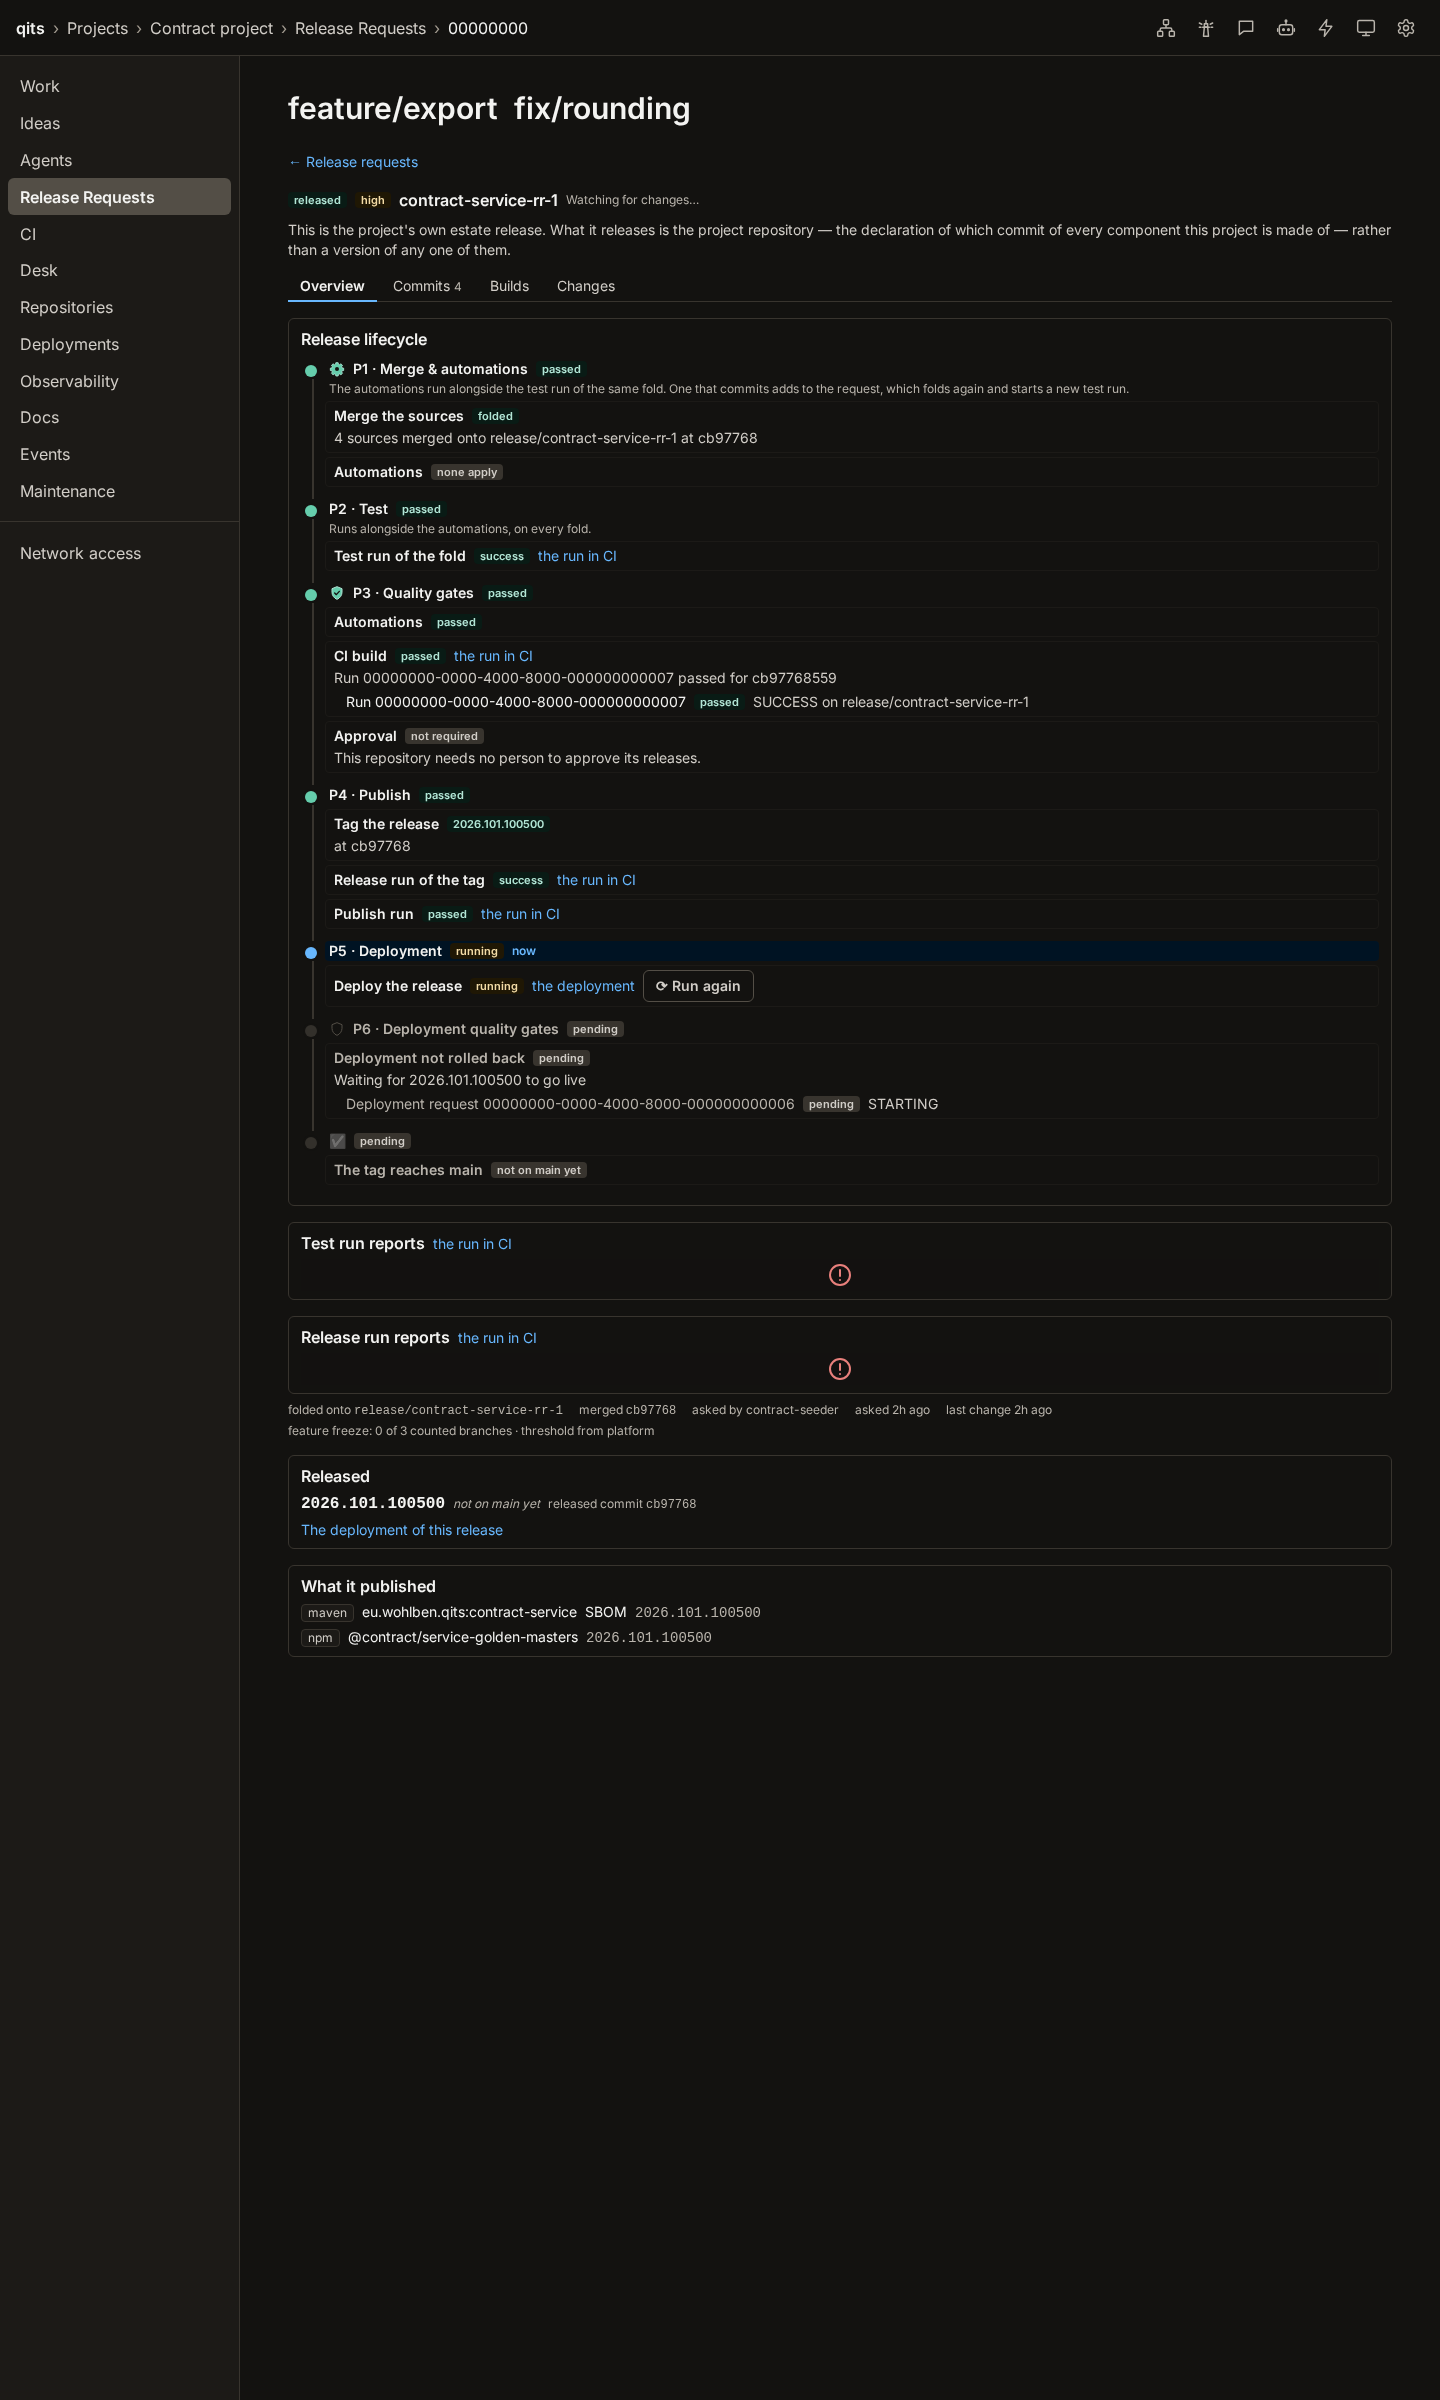 qits › Projects › Contract project › Release Requests › 00000000
Work
Ideas
Agents
Release Requests
CI
Desk
Repositories
Deployments
Observability
Docs
Events
Maintenance
Network access
feature/export fix/rounding
← Release requests
released high contract-service-rr-1 Watching for changes…
This is the project's own estate release. What it releases is the project repository — the declaration of which commit of every component this project is made of — rather
than a version of any one of them.
Overview Commits 4 Builds Changes
Release lifecycle
P1 · Merge & automations passed
The automations run alongside the test run of the same fold. One that commits adds to the request, which folds again and starts a new test run.
Merge the sources folded
4 sources merged onto release/contract-service-rr-1 at cb97768
Automations none apply
P2 · Test passed
Runs alongside the automations, on every fold.
Test run of the fold success the run in CI
P3 · Quality gates passed
Automations passed
CI build passed the run in CI
Run 00000000-0000-4000-8000-000000000007 passed for cb97768559
Run 00000000-0000-4000-8000-000000000007 passed SUCCESS on release/contract-service-rr-1
Approval not required
This repository needs no person to approve its releases.
P4 · Publish passed
Tag the release 2026.101.100500
at cb97768
Release run of the tag success the run in CI
Publish run passed the run in CI
P5 · Deployment running now
Deploy the release running the deployment ⟳ Run again
P6 · Deployment quality gates pending
Deployment not rolled back pending
Waiting for 2026.101.100500 to go live
Deployment request 00000000-0000-4000-8000-000000000006 pending STARTING
pending
The tag reaches main not on main yet
Test run reports the run in CI
Release run reports the run in CI
folded onto release/contract-service-rr-1 merged cb97768 asked by contract-seeder asked 2h ago last change 2h ago
feature freeze: 0 of 3 counted branches · threshold from platform
Released
2026.101.100500 not on main yet released commit cb97768
The deployment of this release
What it published
maven eu.wohlben.qits:contract-service SBOM 2026.101.100500
npm @contract/service-golden-masters 2026.101.100500